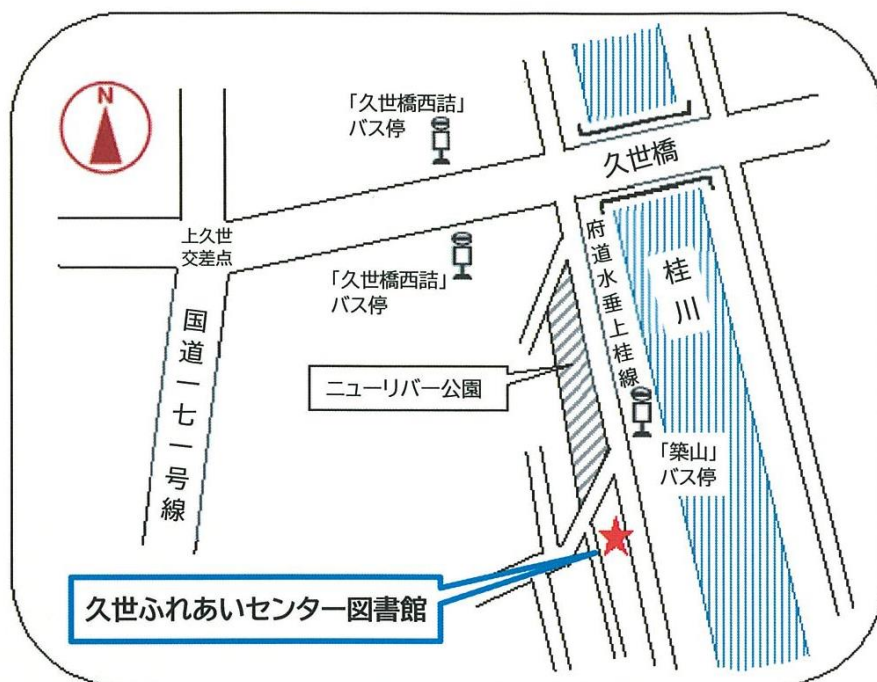 N
「久世橋西詰」
バス停
久世橋
上久世
交差点
「久世橋西詰」
バス停
府道水垂上桂線
桂川
国道一七一号線
ニューリバー公園
「築山」
バス停
久世ふれあいセンター図書館